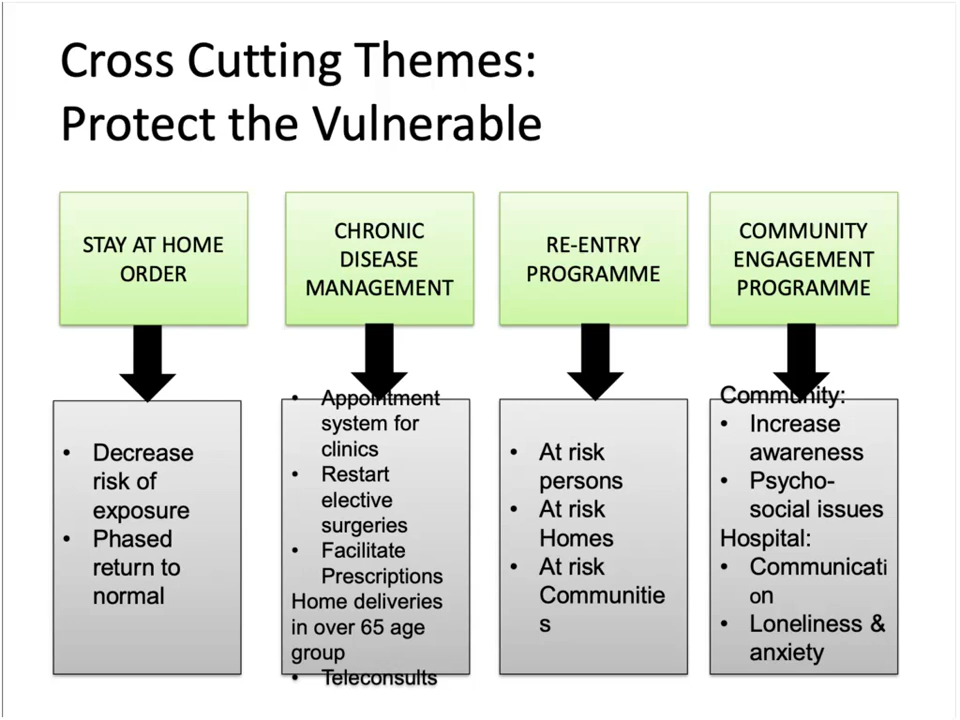 Cross Cutting Themes:
Protect the Vulnerable
STAY AT HOME
ORDER
• Decrease
risk of
exposure
• Phased
return to
normal
CHRONIC
DISEASE
MANAGEMENT
• Appointment
system for
clinics
• Restart
elective
surgeries
• Facilitate
Prescriptions
Home deliveries
in over 65 age
group
• Teleconsults
RE-ENTRY
PROGRAMME
• At risk
persons
• At risk
Homes
• At risk
Communitie
s
COMMUNITY
ENGAGEMENT
PROGRAMME
Community:
• Increase
awareness
• Psycho-
social issues
Hospital:
• Communicati
on
• Loneliness &
anxiety